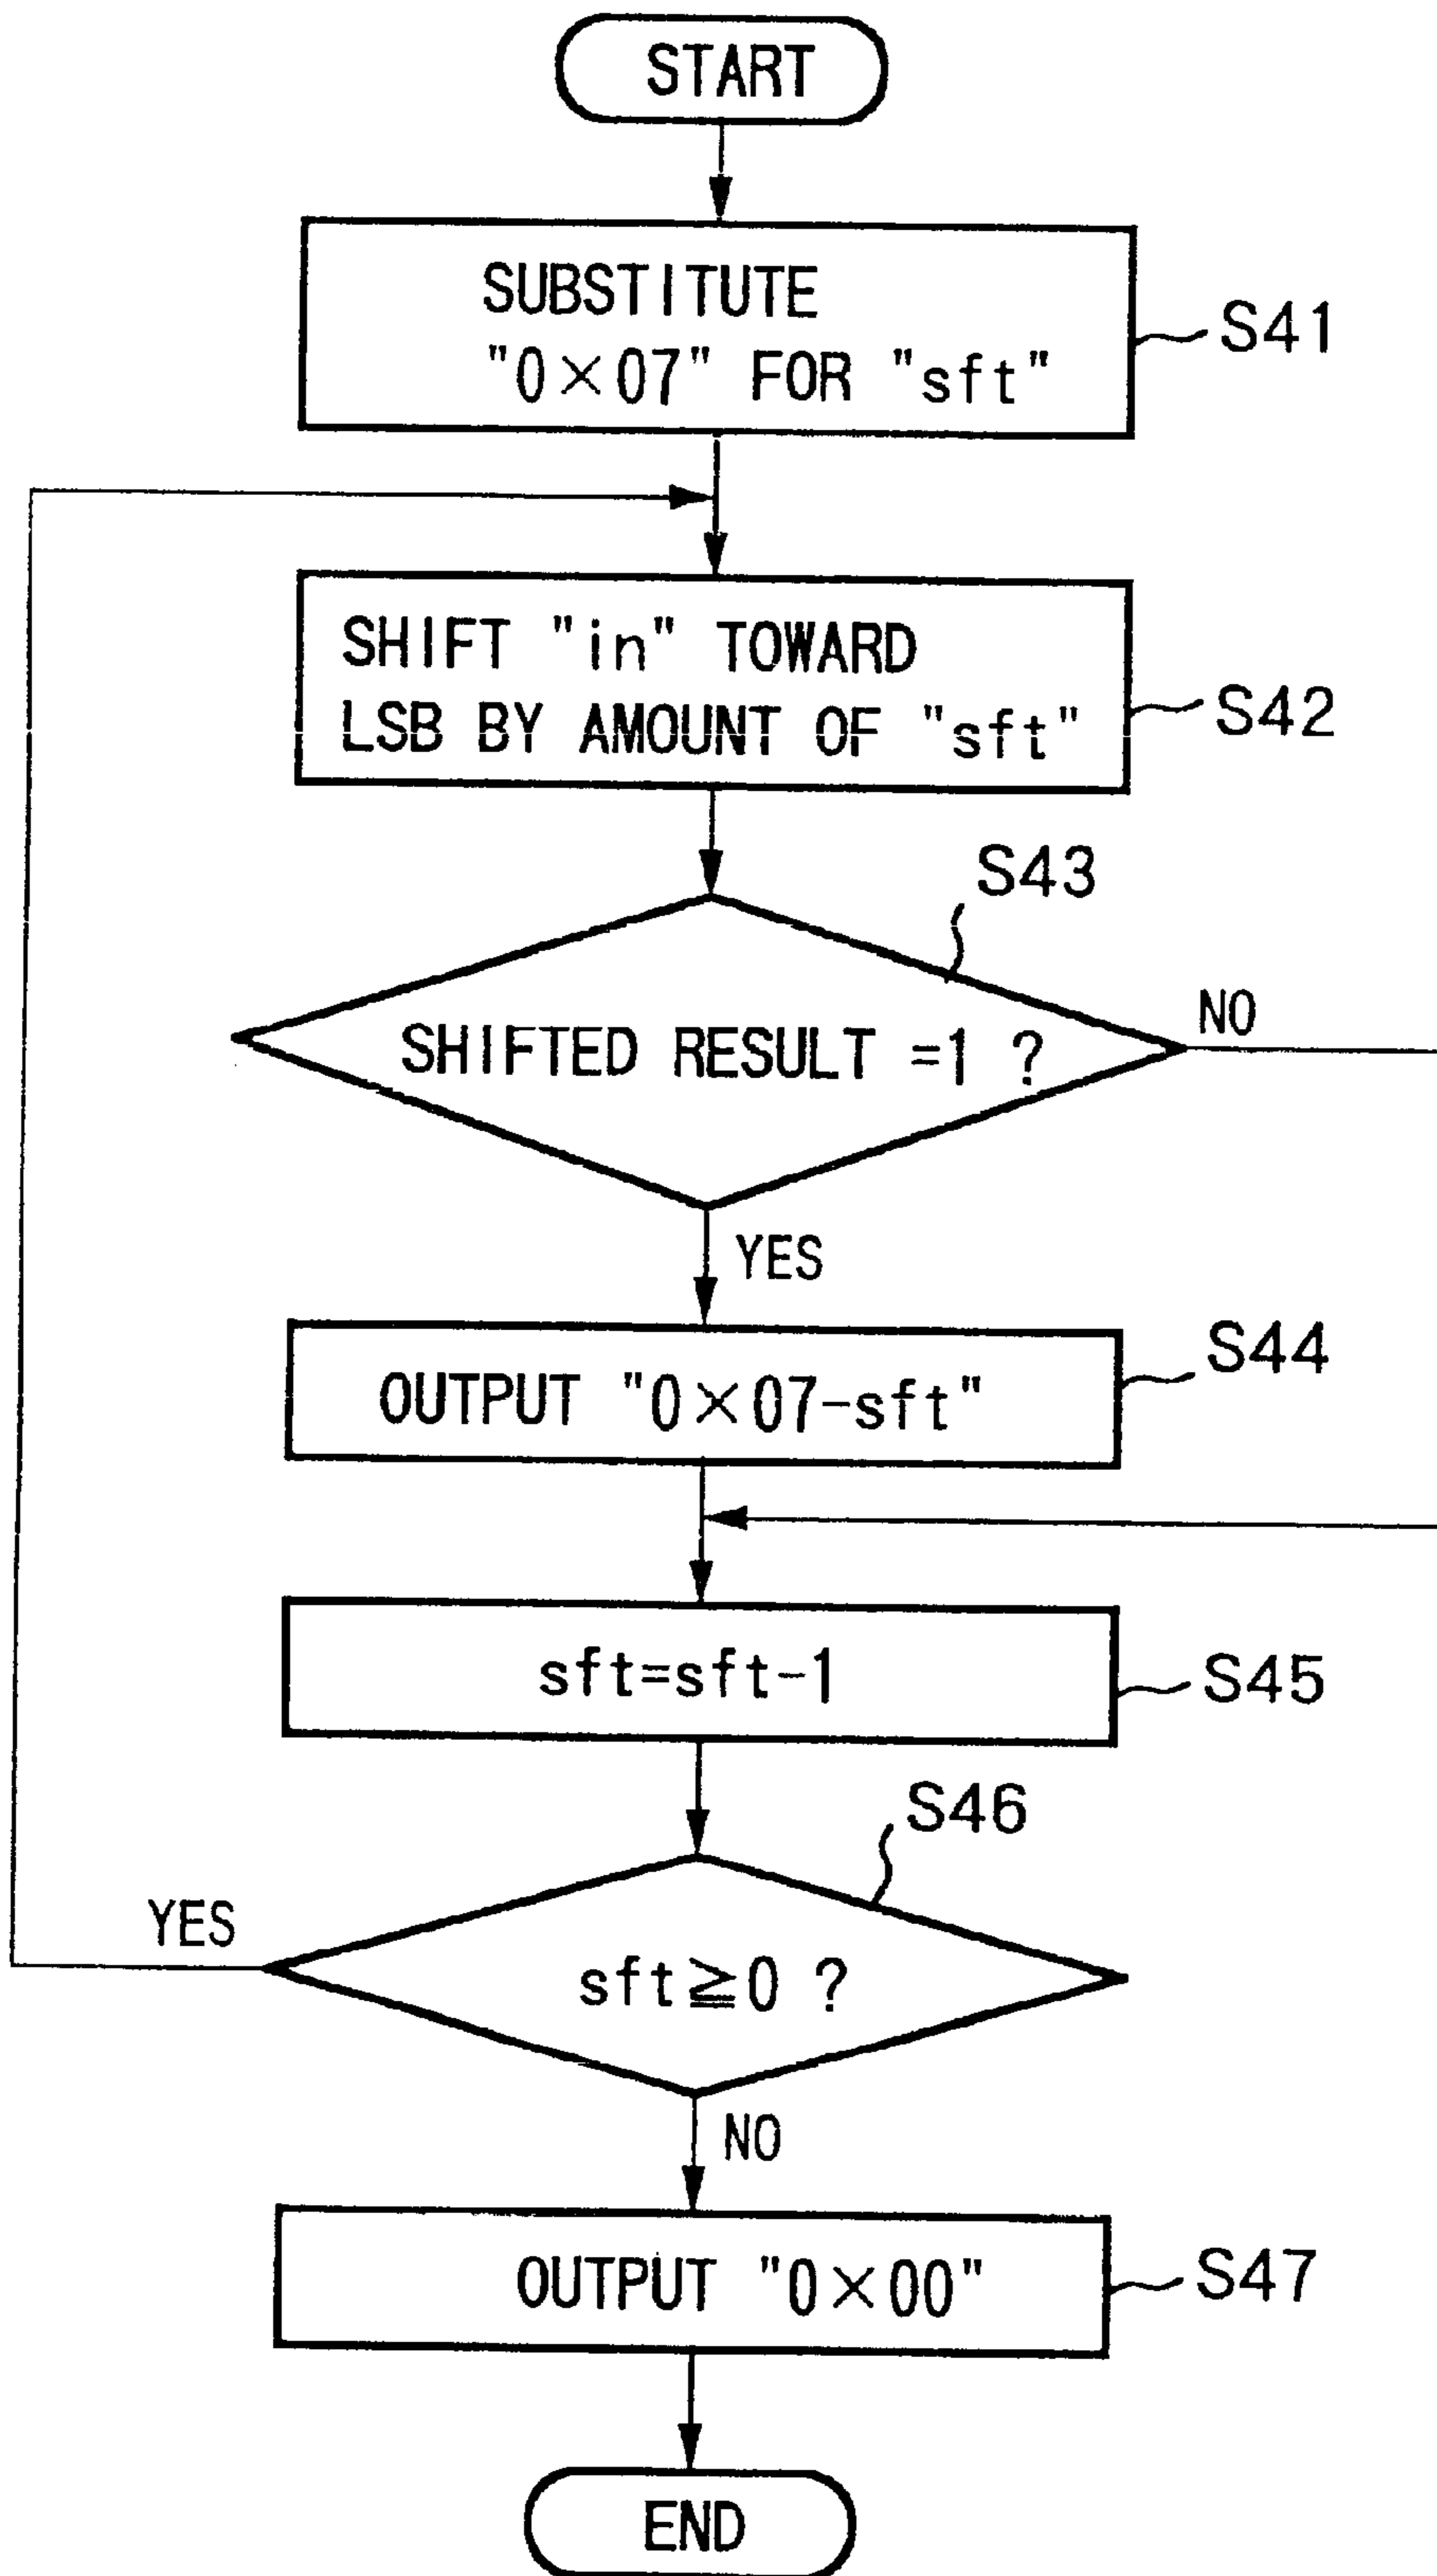 START
SUBSTITUTE
"0×07" FOR "sft"
S41
SHIFT "in" TOWARD
LSB BY AMOUNT OF "sft"
S42
S43
SHIFTED RESULT =1 ?
NO
YES
OUTPUT "0×07-sft"
S44
sft=sft-1
S45
S46
YES
sft≧0 ?
NO
OUTPUT "0×00"
S47
END